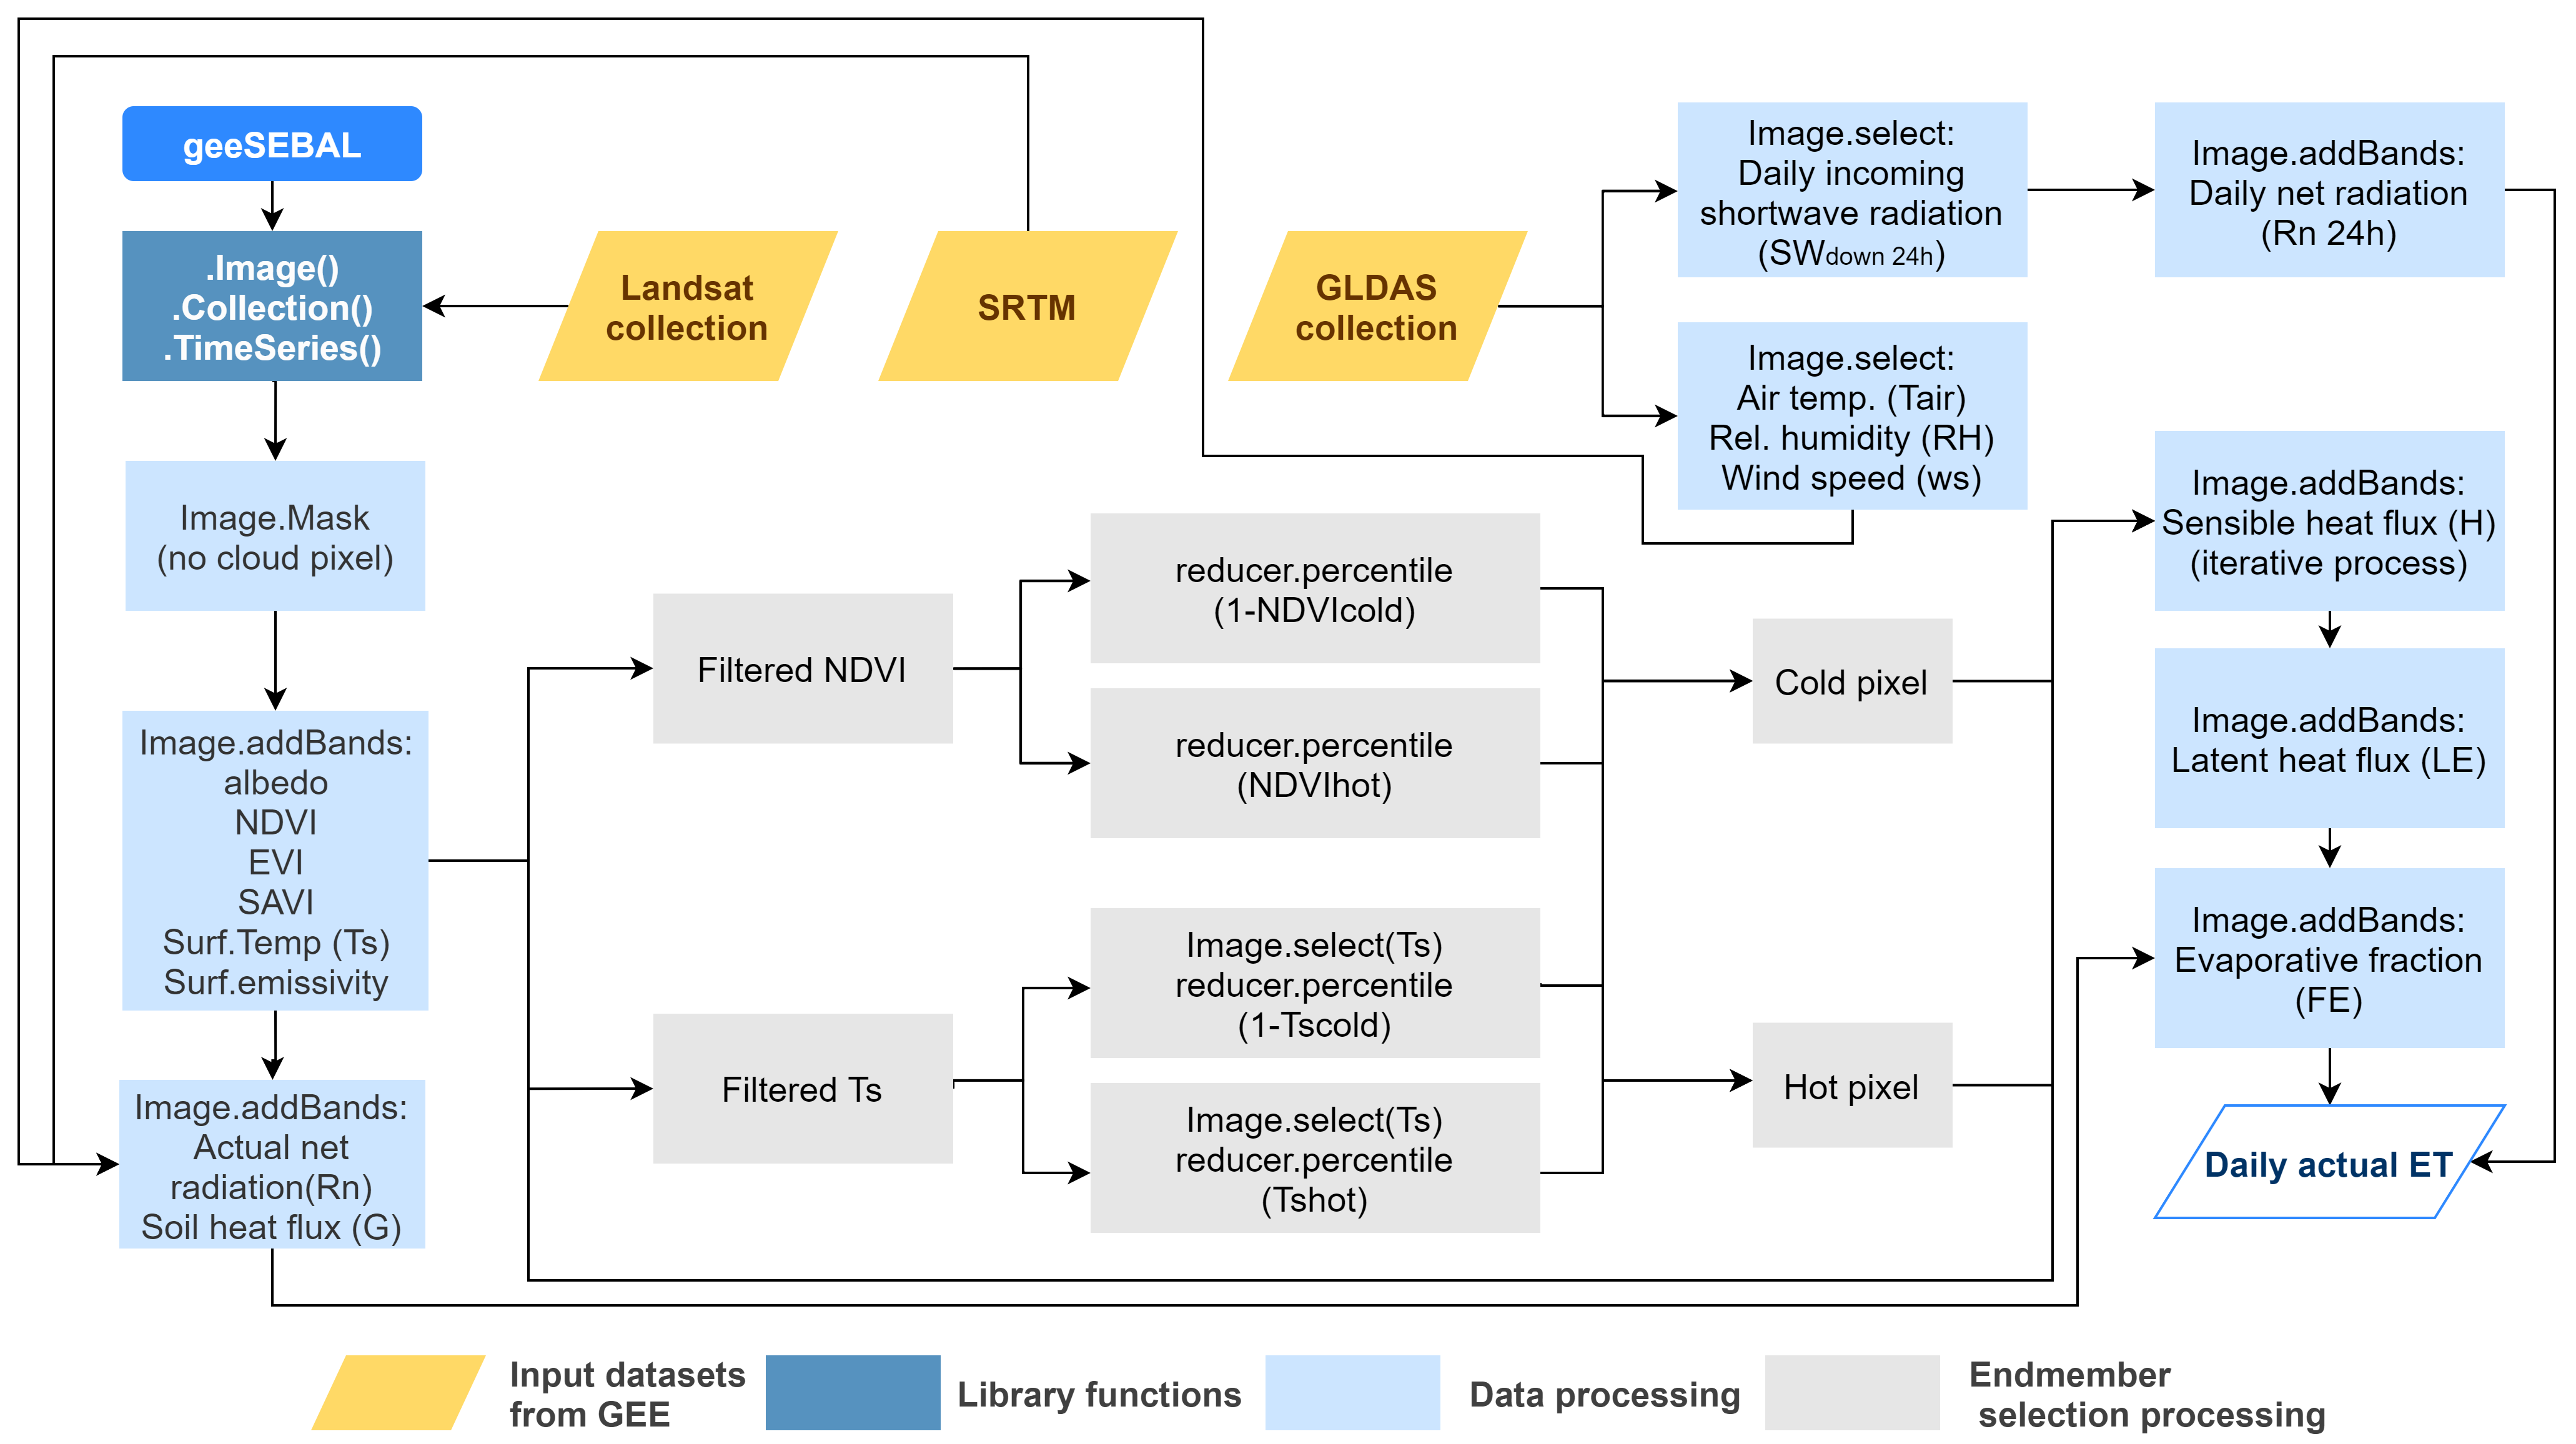 geeSEBAL
.Image()
.Collection()
.TimeSeries()
Landsat
collection
SRTM
GLDAS
collection
Image.select:
Daily incoming
shortwave radiation
(SWdown 24h)
Image.addBands:
Daily net radiation
(Rn 24h)
Image.select:
Air temp. (Tair)
Rel. humidity (RH)
Wind speed (ws)
Image.Mask
(no cloud pixel)
Image.addBands:
albedo
NDVI
EVI
SAVI
Surf.Temp (Ts)
Surf.emissivity
Image.addBands:
Actual net
radiation(Rn)
Soil heat flux (G)
Filtered NDVI
Filtered Ts
reducer.percentile
(1-NDVIcold)
reducer.percentile
(NDVIhot)
Image.select(Ts)
reducer.percentile
(1-Tscold)
Image.select(Ts)
reducer.percentile
(Tshot)
Cold pixel
Hot pixel
Image.addBands:
Sensible heat flux (H)
(iterative process)
Image.addBands:
Latent heat flux (LE)
Image.addBands:
Evaporative fraction
(FE)
Daily actual ET
Input datasets
from GEE
Library functions
Data processing
Endmember
selection processing